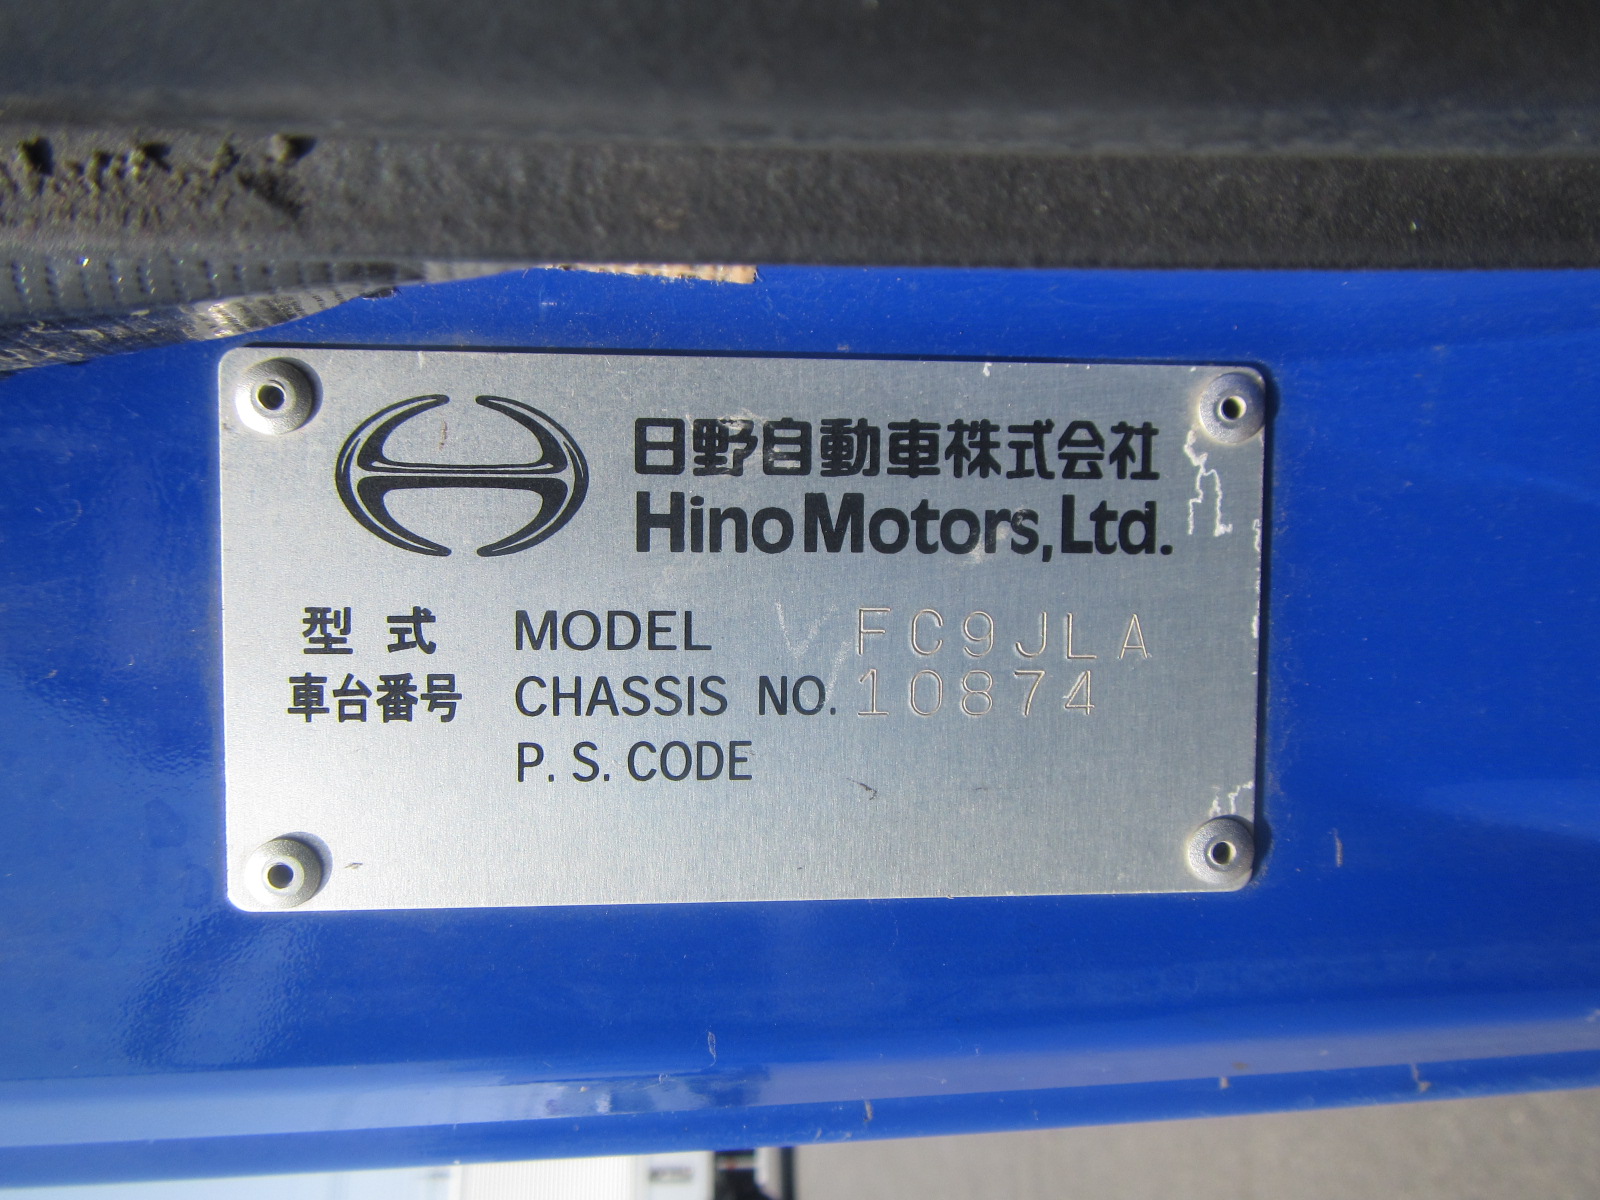 日野自動車株式会社
Hino Motors, Ltd.
型式 MODEL FC9JLA
車台番号 CHASSIS NO. 10874
P. S. CODE